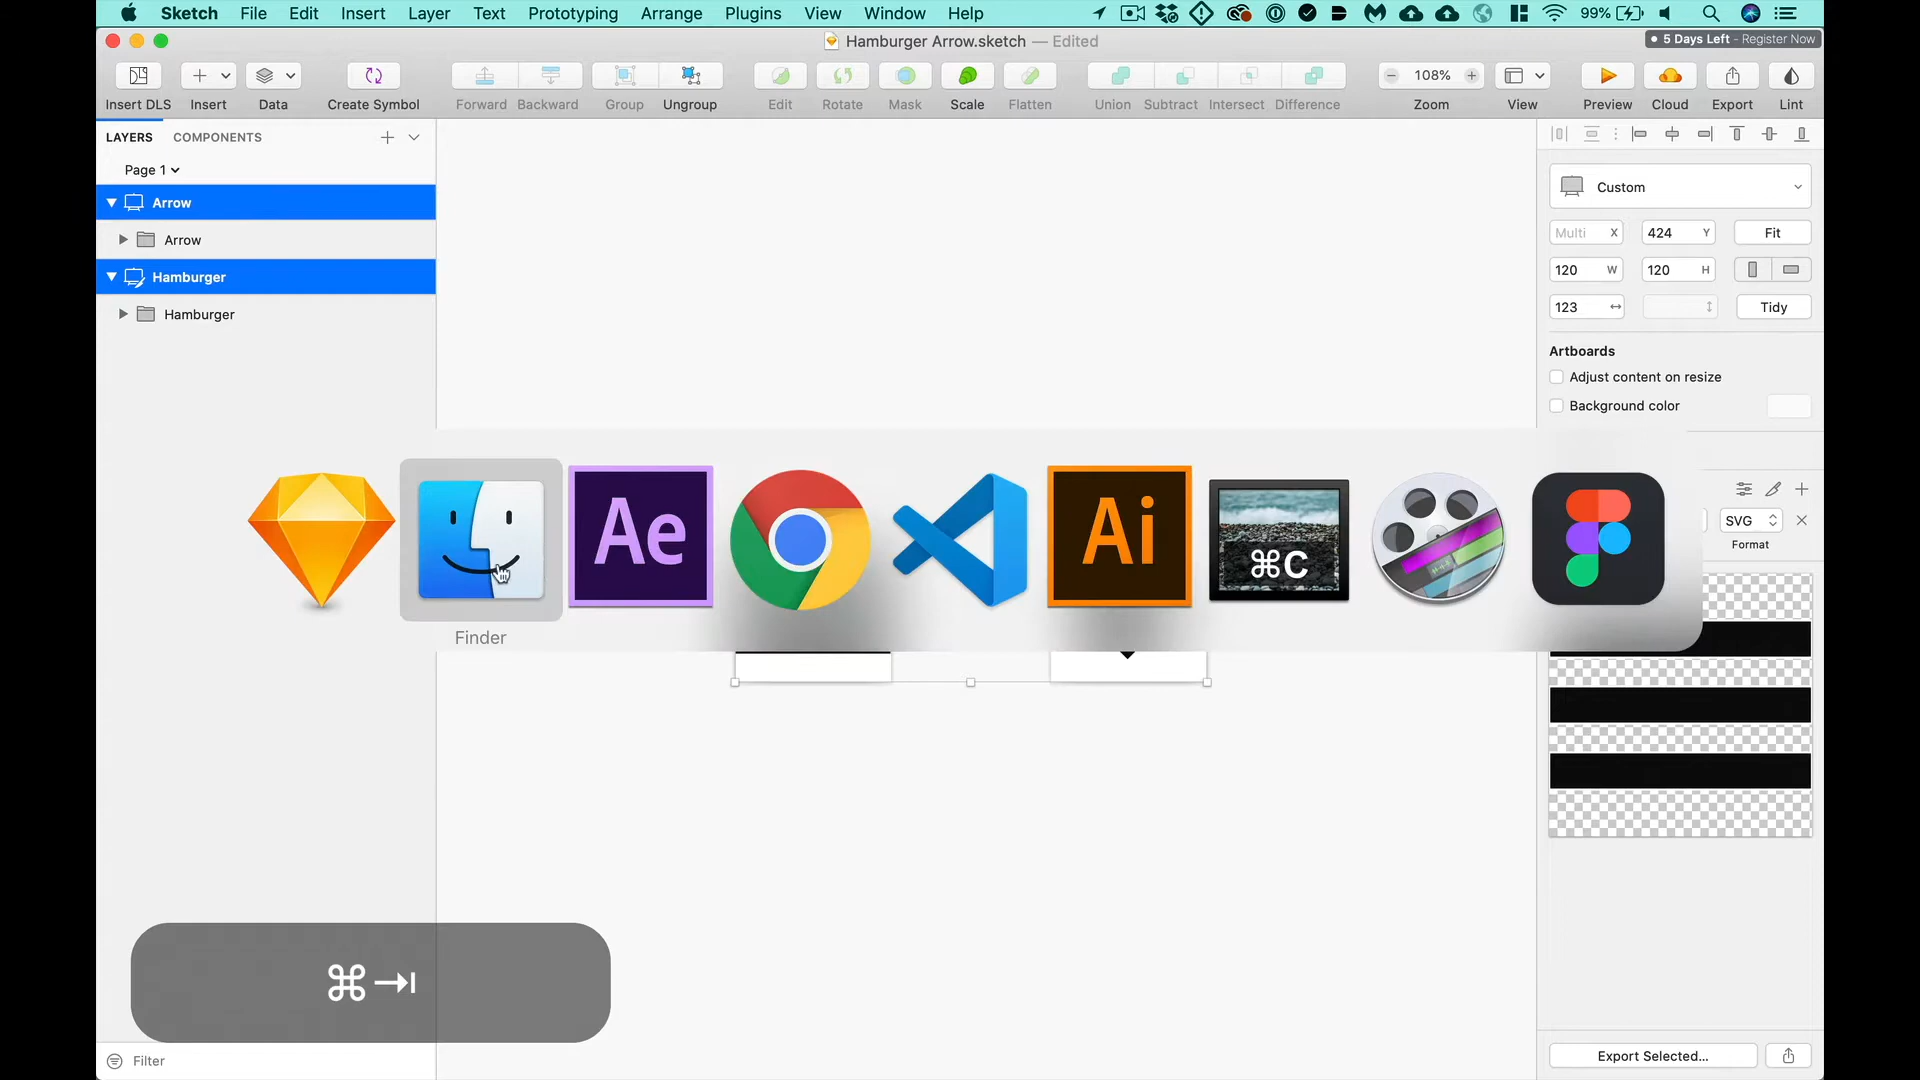 Sketch File Edit Insert Layer Text Prototyping Arrange Plugins View Window Help 99%
Hamburger Arrow.sketch — Edited
5 Days Left - Register Now
108%
Insert DLS Insert Data Create Symbol Forward Backward Group Ungroup Edit Rotate Mask Scale Flatten Union Subtract Intersect Difference Zoom View Preview Cloud Export Lint
LAYERS COMPONENTS
Page 1
Arrow
Arrow
Hamburger
Hamburger
Custom
Multi X 424 Y Fit
120 W 120 H
123 Tidy
Artboards
Adjust content on resize
Background color
SVG
Format
Ae
Ai
⌘C
Finder
⌘⇥
Filter
Export Selected...